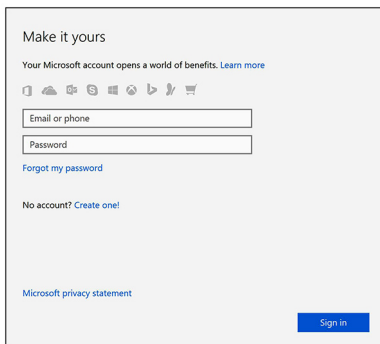 Make it yours
Your Microsoft account opens a world of benefits. Learn more
Email or phone
Password
Forgot my password
No account? Create one!
Microsoft privacy statement
Sign in